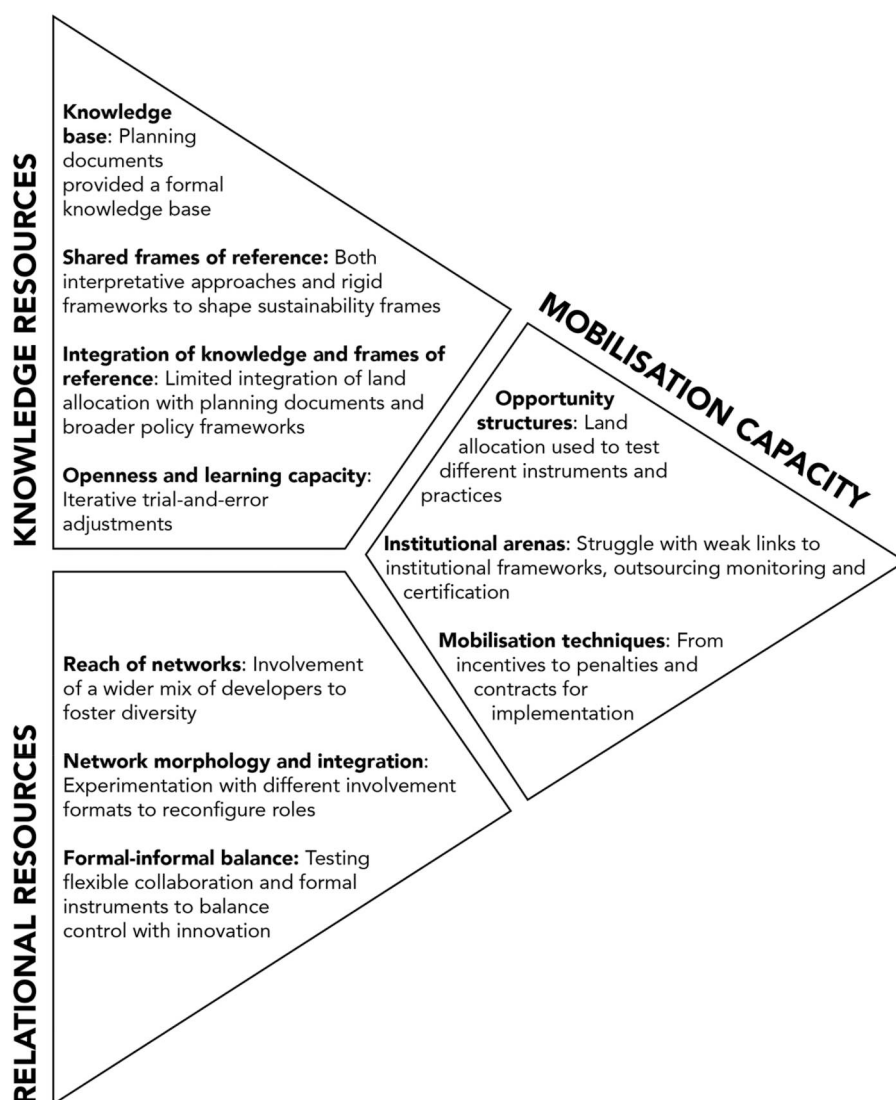 KNOWLEDGE RESOURCES
Knowledge
base: Planning
documents
provided a formal
knowledge base
Shared frames of reference: Both
interpretative approaches and rigid
frameworks to shape sustainability frames
Integration of knowledge and frames of
reference: Limited integration of land
allocation with planning documents and
broader policy frameworks
Openness and learning capacity:
Iterative trial-and-error
adjustments
MOBILISATION CAPACITY
Opportunity
structures: Land
allocation used to test
different instruments and
practices
Institutional arenas: Struggle with weak links to
institutional frameworks, outsourcing monitoring and
certification
Mobilisation techniques: From
incentives to penalties and
contracts for
implementation
RELATIONAL RESOURCES
Reach of networks: Involvement
of a wider mix of developers to
foster diversity
Network morphology and integration:
Experimentation with different involvement
formats to reconfigure roles
Formal-informal balance: Testing
flexible collaboration and formal
instruments to balance
control with innovation